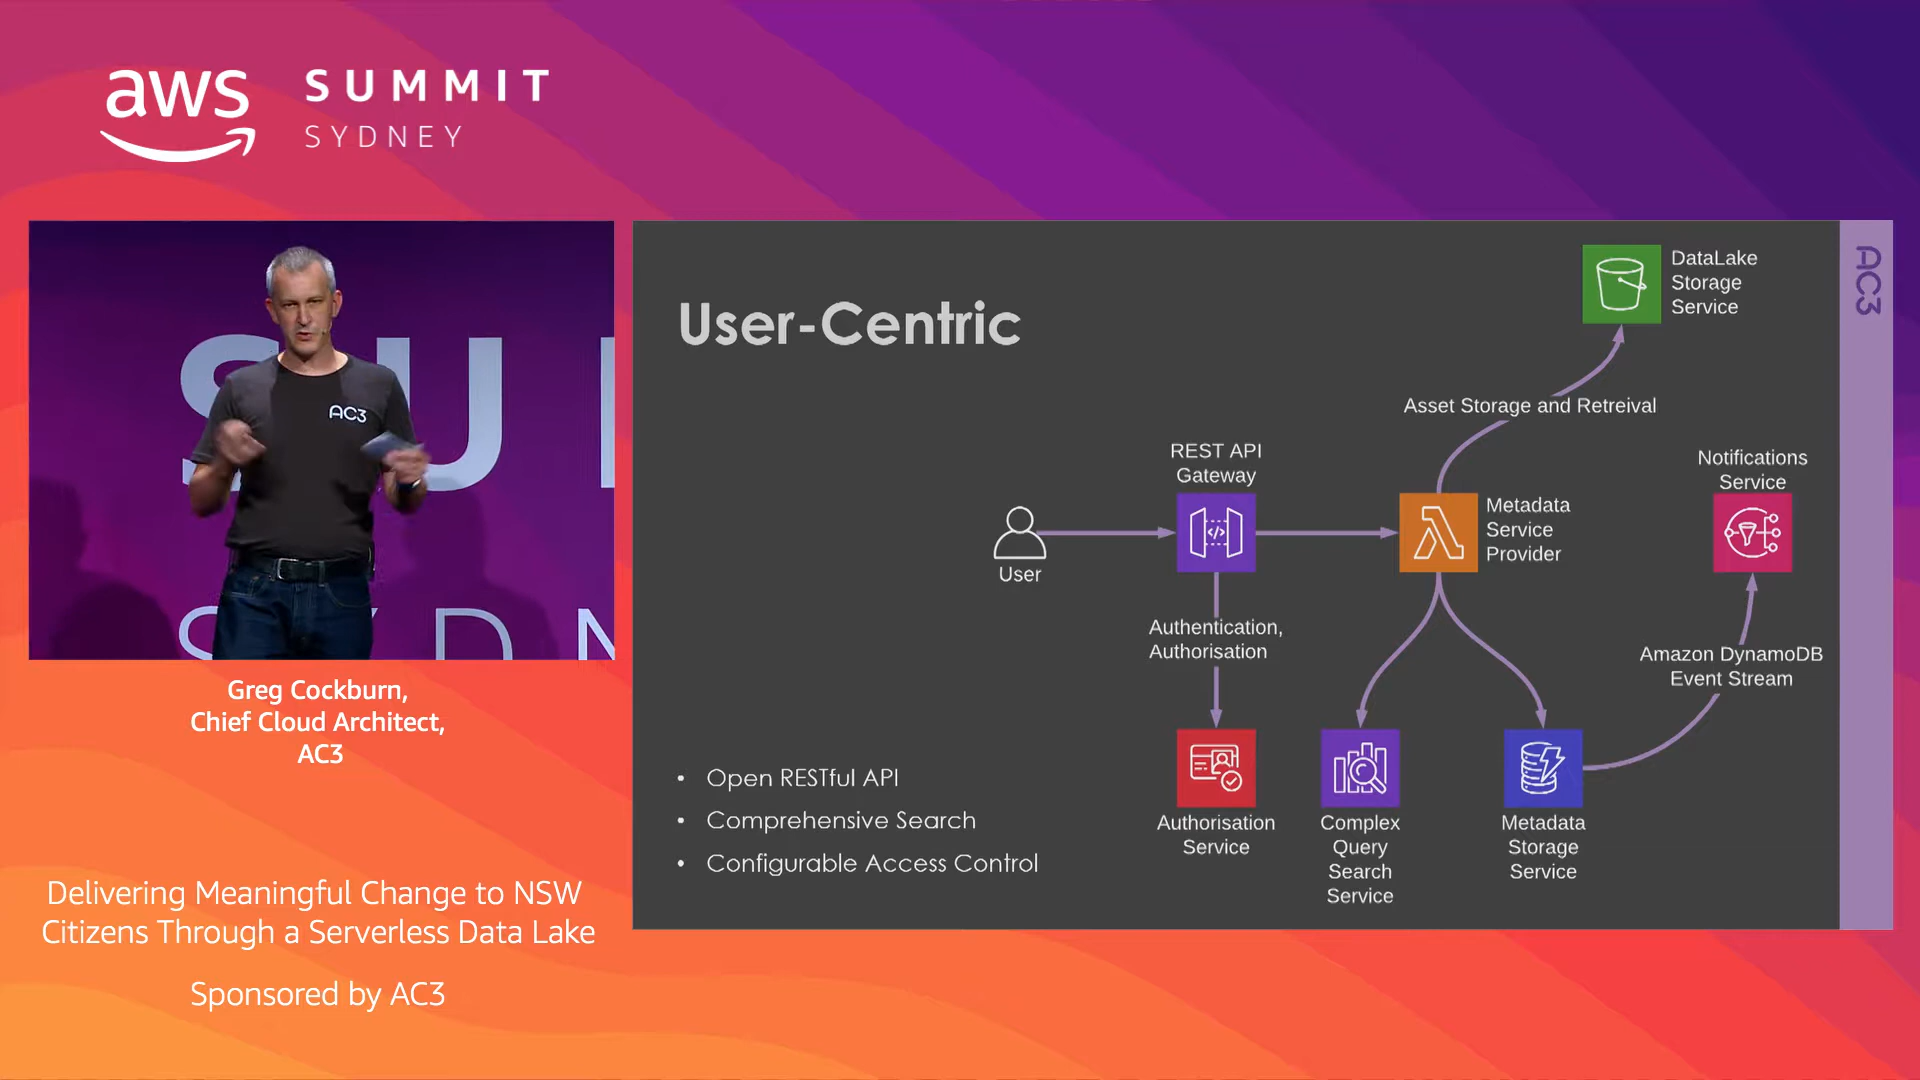 aws
SUMMIT
SYDNEY
SU
SYDN
AC3
Greg Cockburn,
Chief Cloud Architect,
AC3
Delivering Meaningful Change to NSW
Citizens Through a Serverless Data Lake
Sponsored by AC3
User-Centric
• Open RESTful API
• Comprehensive Search
• Configurable Access Control
DataLake
Storage
Service
Asset Storage and Retreival
REST API
Gateway
Metadata
Service
Provider
Notifications
Service
User
Authentication,
Authorisation
Amazon DynamoDB
Event Stream
Authorisation
Service
Complex
Query
Search
Service
Metadata
Storage
Service
AC3